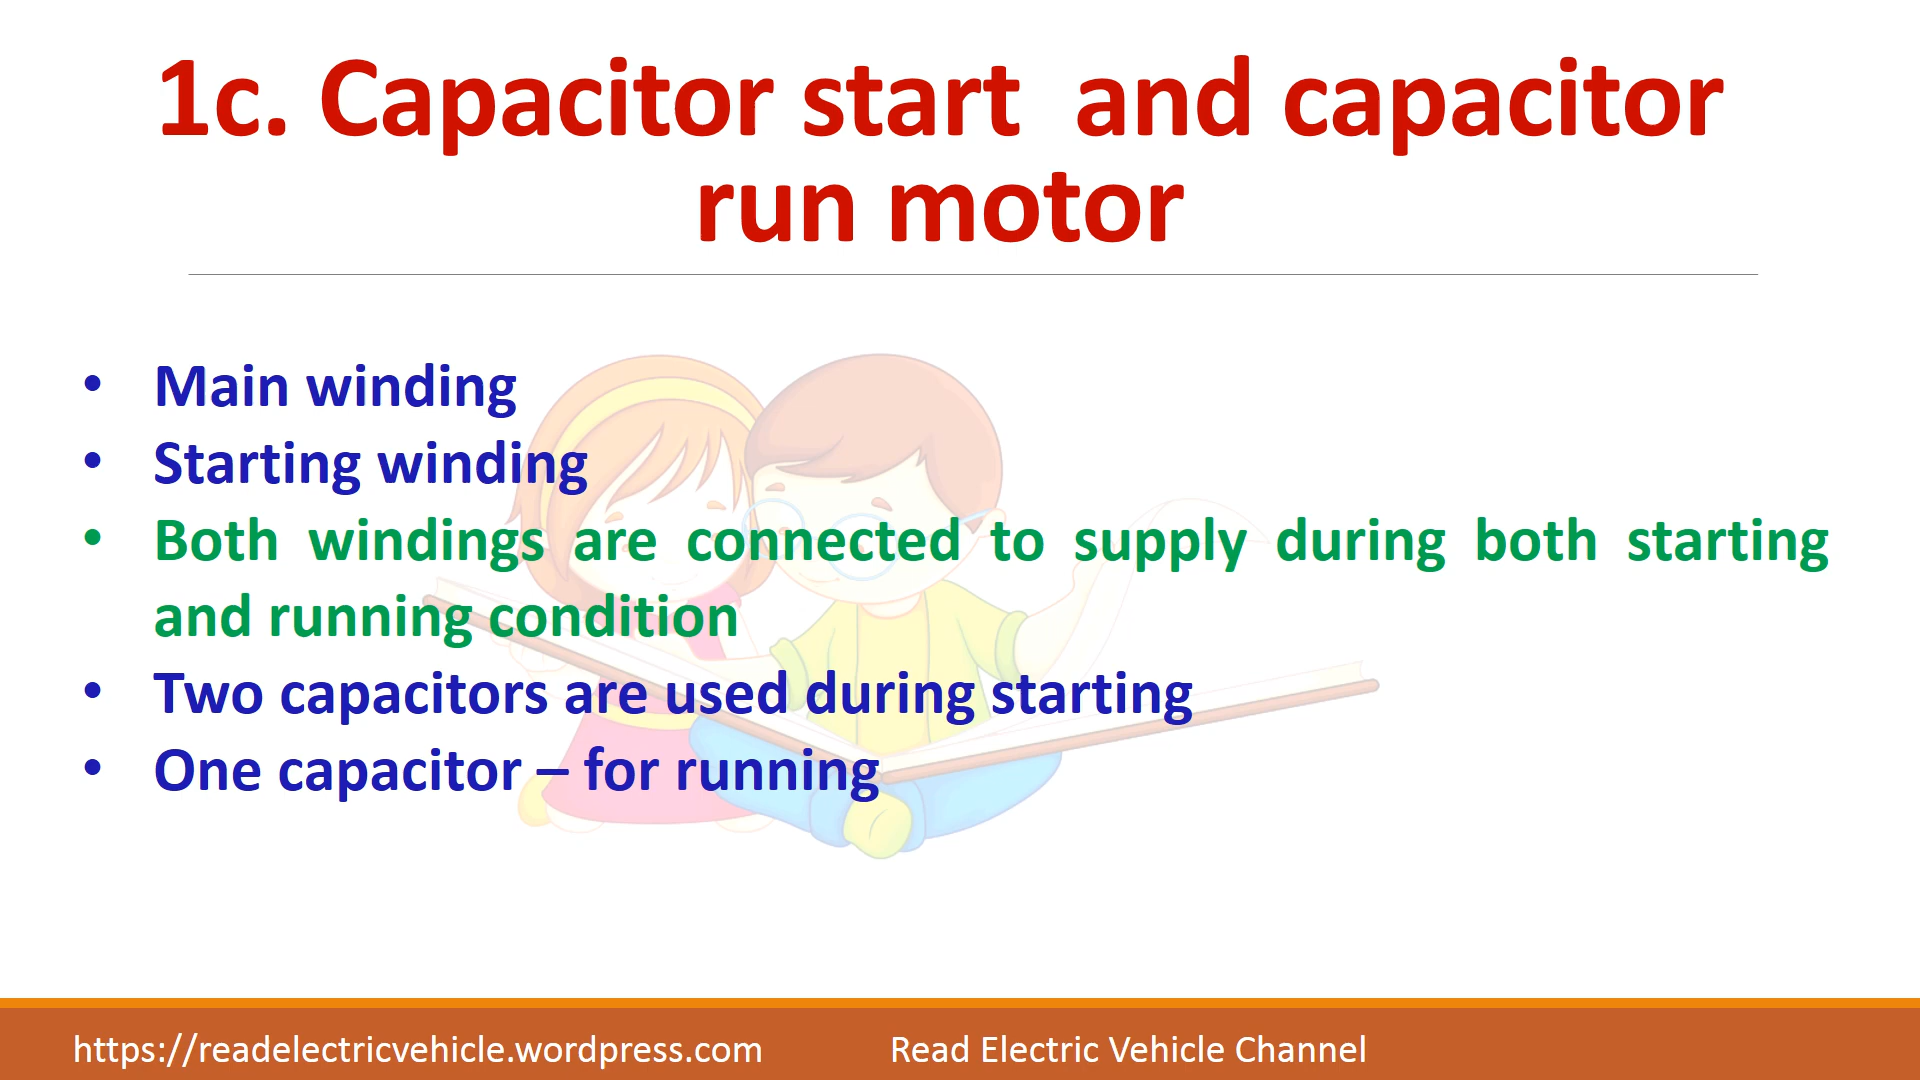 1c. Capacitor start  and capacitor
run motor
• Main winding
• Starting winding
• Both windings are connected to supply during both starting
and running condition
• Two capacitors are used during starting
• One capacitor – for running
https://readelectricvehicle.wordpress.com Read Electric Vehicle Channel